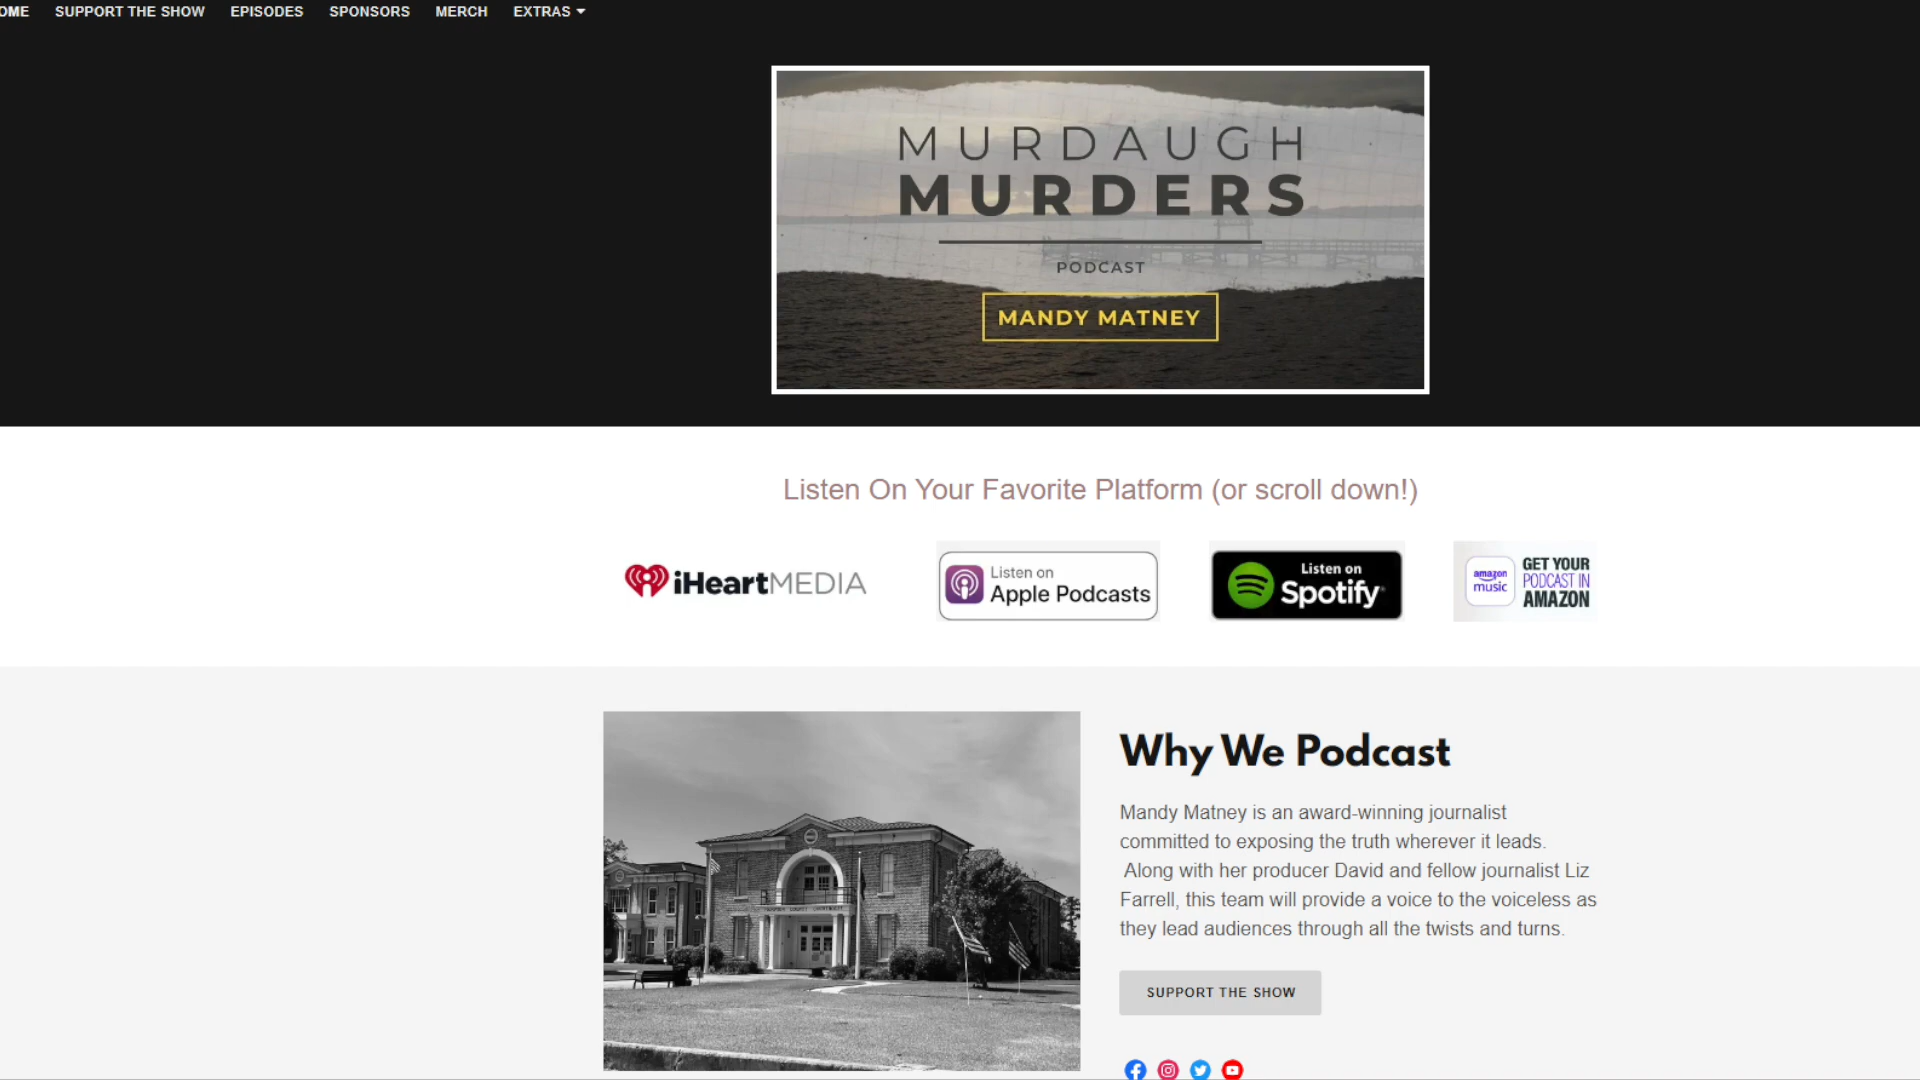 OME SUPPORT THE SHOW EPISODES SPONSORS MERCH EXTRAS
MURDAUGH
MURDERS
PODCAST
MANDY MATNEY
Listen On Your Favorite Platform (or scroll down!)
iHeartMEDIA
Listen on
Apple Podcasts
Listen on
Spotify
amazon
music
GET YOUR
PODCAST IN
AMAZON
Why We Podcast
Mandy Matney is an award-winning journalist
committed to exposing the truth wherever it leads.
Along with her producer David and fellow journalist Liz
Farrell, this team will provide a voice to the voiceless as
they lead audiences through all the twists and turns.
SUPPORT THE SHOW